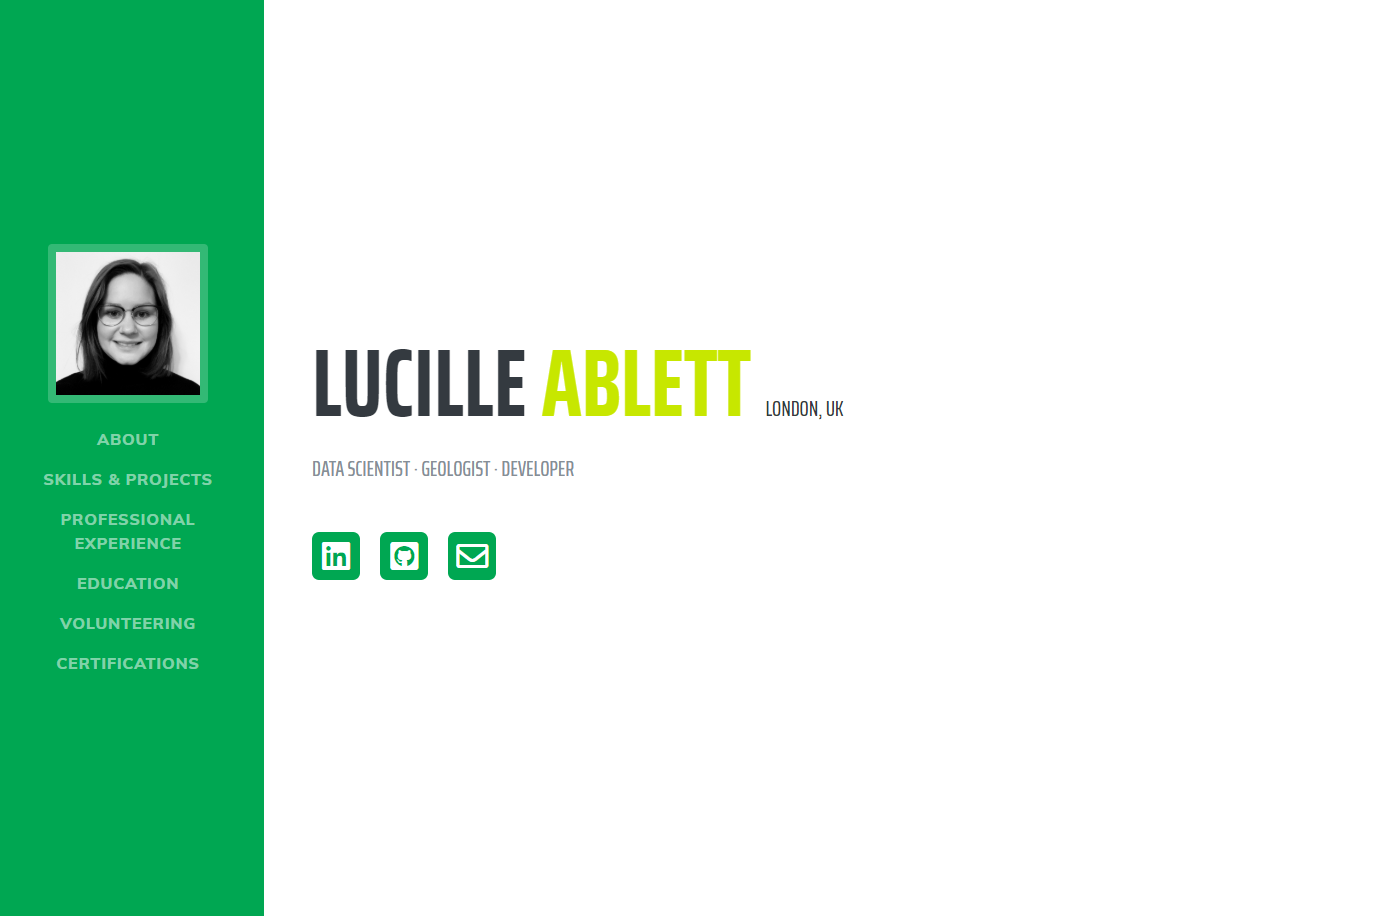 ABOUT
SKILLS & PROJECTS
PROFESSIONAL
EXPERIENCE
EDUCATION
VOLUNTEERING
CERTIFICATIONS
LUCILLE ABLETT LONDON, UK
DATA SCIENTIST · GEOLOGIST · DEVELOPER
in